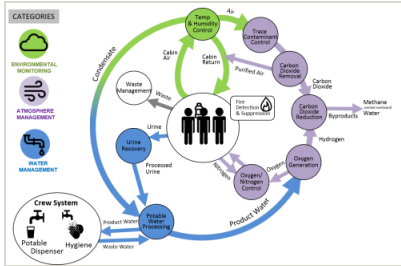 CATEGORIES
ENVIRONMENTAL
MONITORING
ATMOSPHERE
MANAGEMENT
WATER
MANAGEMENT
Temp
& Humidity
Control
Air
Trace
Contaminant
Control
Carbon
Dioxide
Removal
Carbon
Dioxide
Purified Air
Carbon
Dioxide
Reduction
Methane
Byproducts
Water
Hydrogen
Oxygen
Generation
Oxygen
Oxygen/
Nitrogen
Control
Nitrogen
Condensate
Cabin
Air
Cabin
Return
Waste
Management
Waste
Fire
Detection
& Suppression
Urine
Urine
Recovery
Processed
Urine
Product Water
Potable
Water
Processing
Crew System
Potable
Dispenser
Hygiene
Product Water
Waste Water